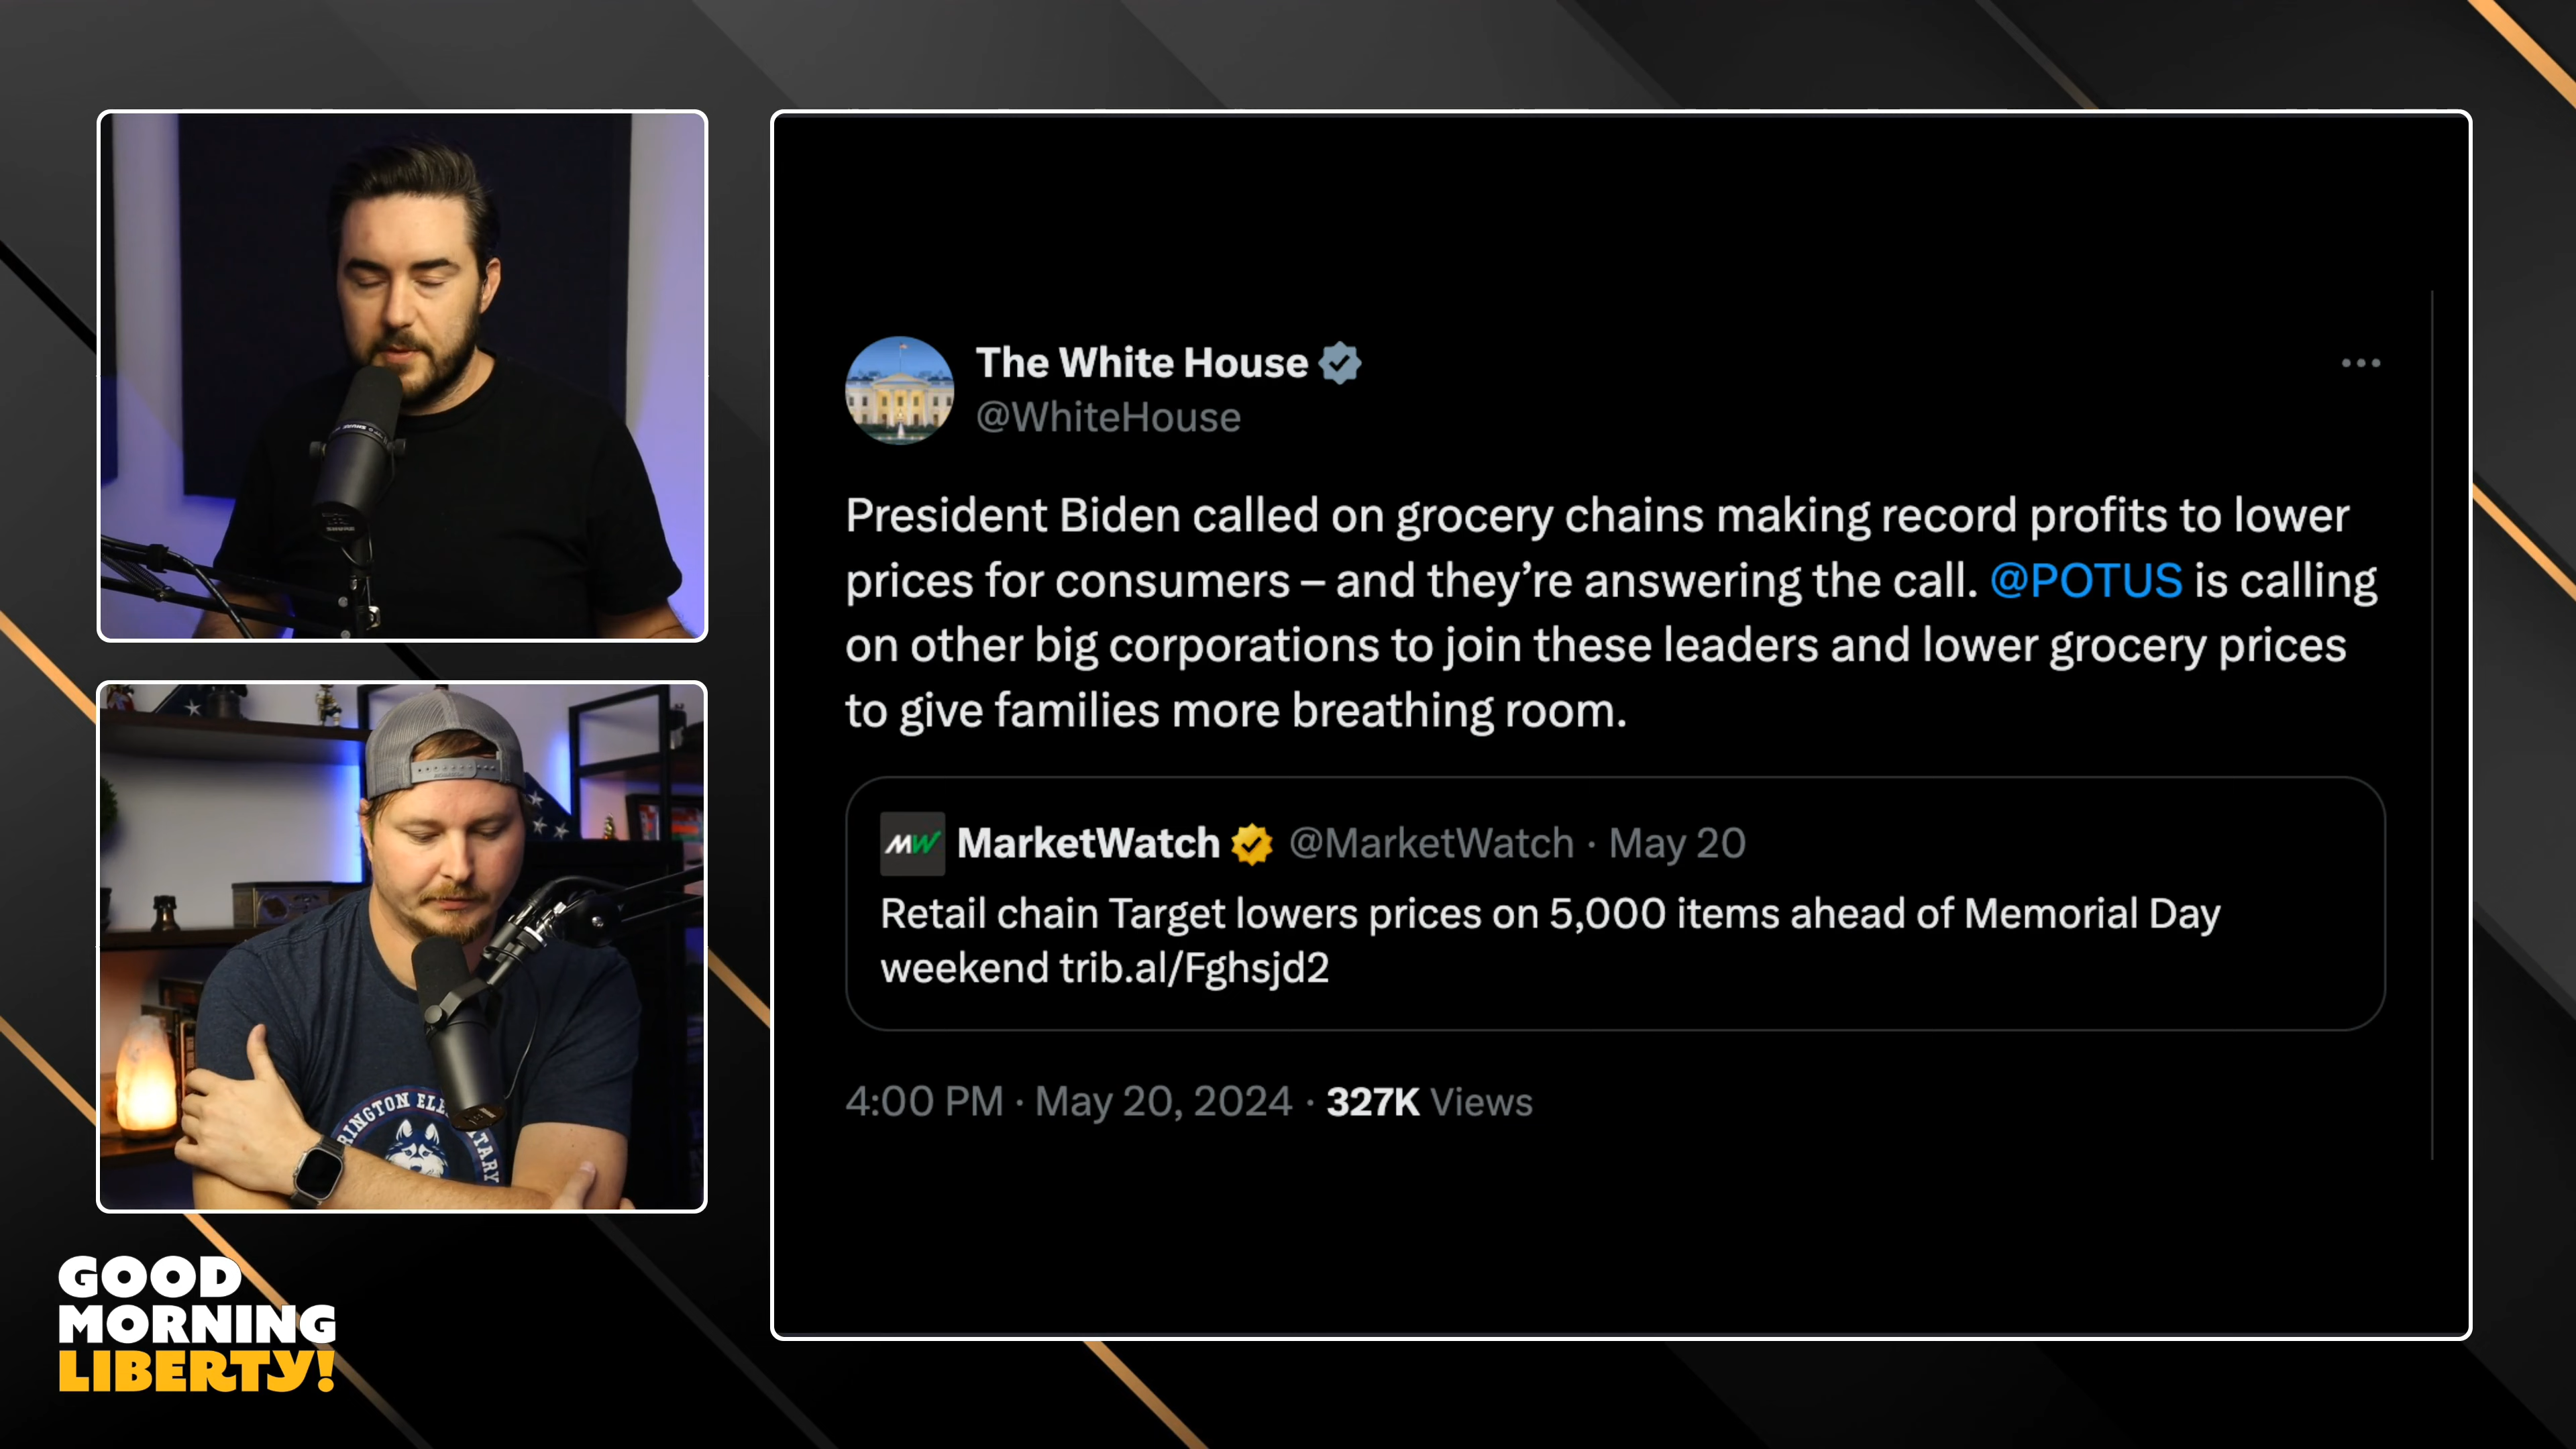 The White House
@WhiteHouse
President Biden called on grocery chains making record profits to lower
prices for consumers – and they’re answering the call. @POTUS is calling
on other big corporations to join these leaders and lower grocery prices
to give families more breathing room.
MW MarketWatch @MarketWatch · May 20
Retail chain Target lowers prices on 5,000 items ahead of Memorial Day
weekend trib.al/Fghsjd2
4:00 PM · May 20, 2024 · 327K Views
GOOD
MORNING
LIBERTY!